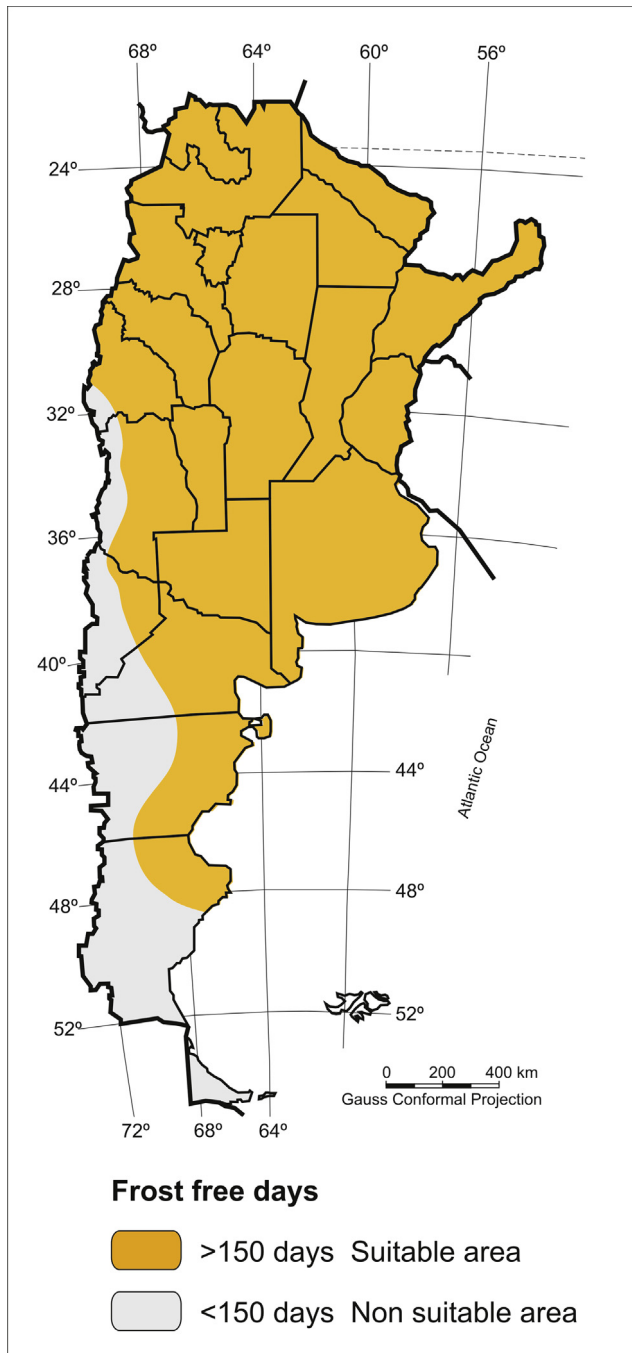 68º 64º 60º 56º
24º
28º
32º
36º
40º
44º 44º
Atlantic Ocean
48º 48º
52º 52º
0 200 400 km
Gauss Conformal Projection
72º 68º 64º
Frost free days
>150 days Suitable area
<150 days Non suitable area